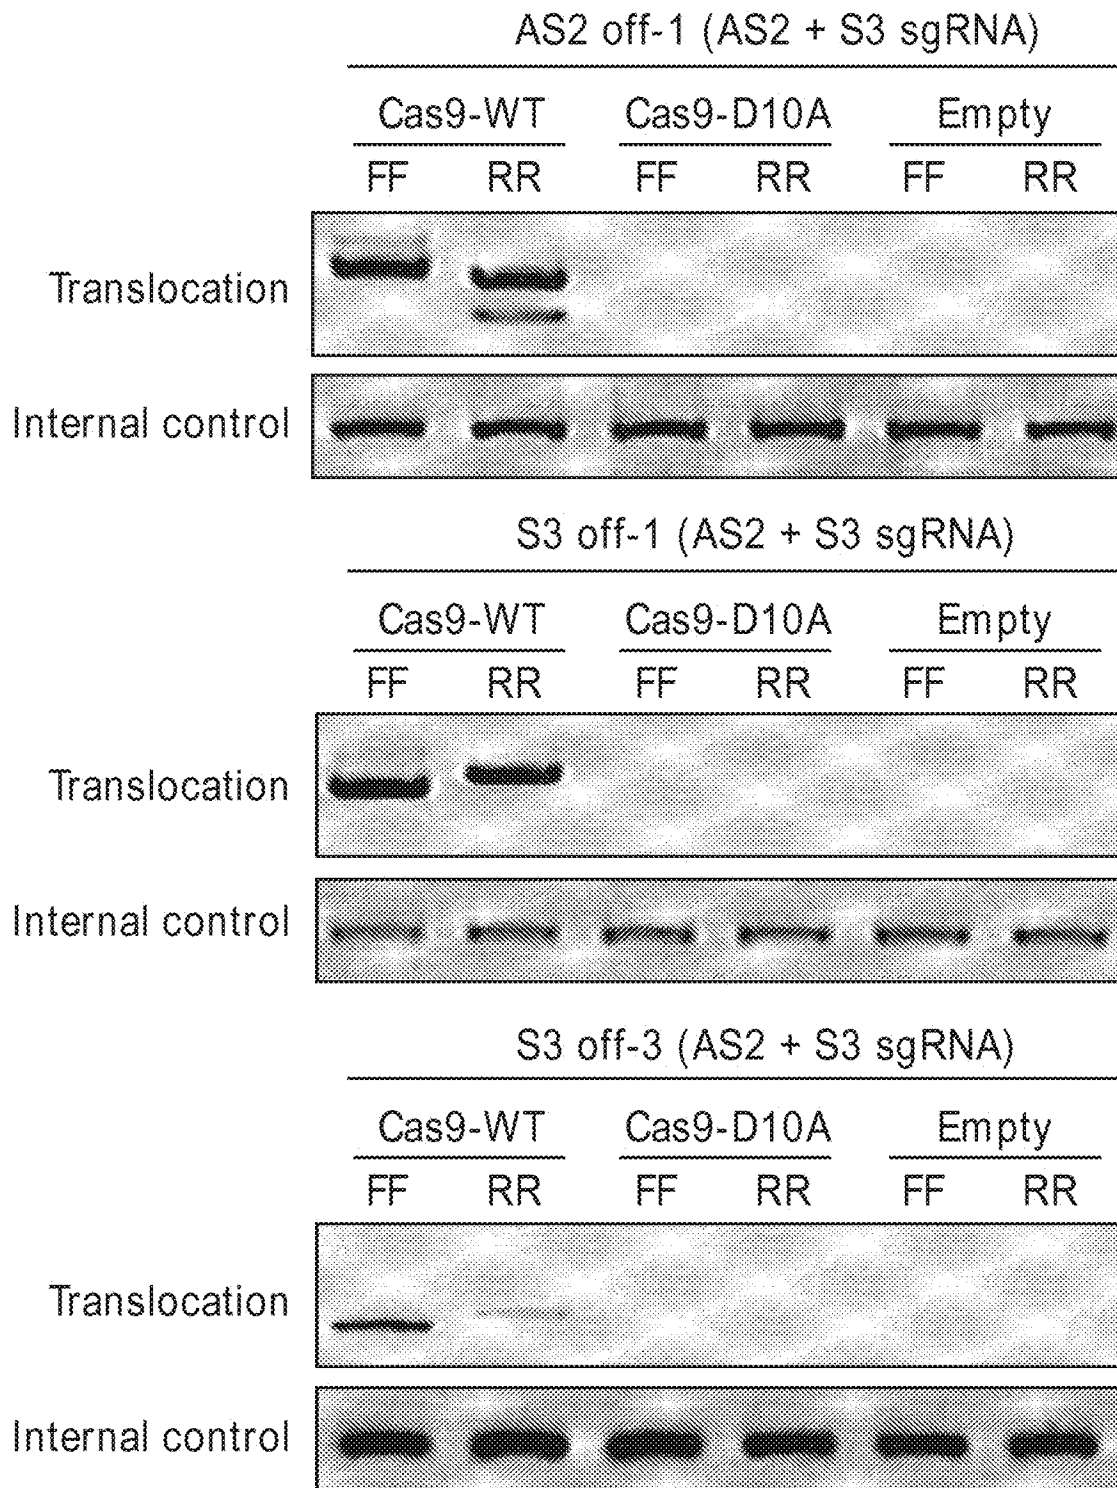 AS2 off-1 (AS2 + S3 sgRNA)
Cas9-WT Cas9-D10A Empty
FF RR FF RR FF RR
Translocation
Internal control
S3 off-1 (AS2 + S3 sgRNA)
Cas9-WT Cas9-D10A Empty
FF RR FF RR FF RR
Translocation
Internal control
S3 off-3 (AS2 + S3 sgRNA)
Cas9-WT Cas9-D10A Empty
FF RR FF RR FF RR
Translocation
Internal control